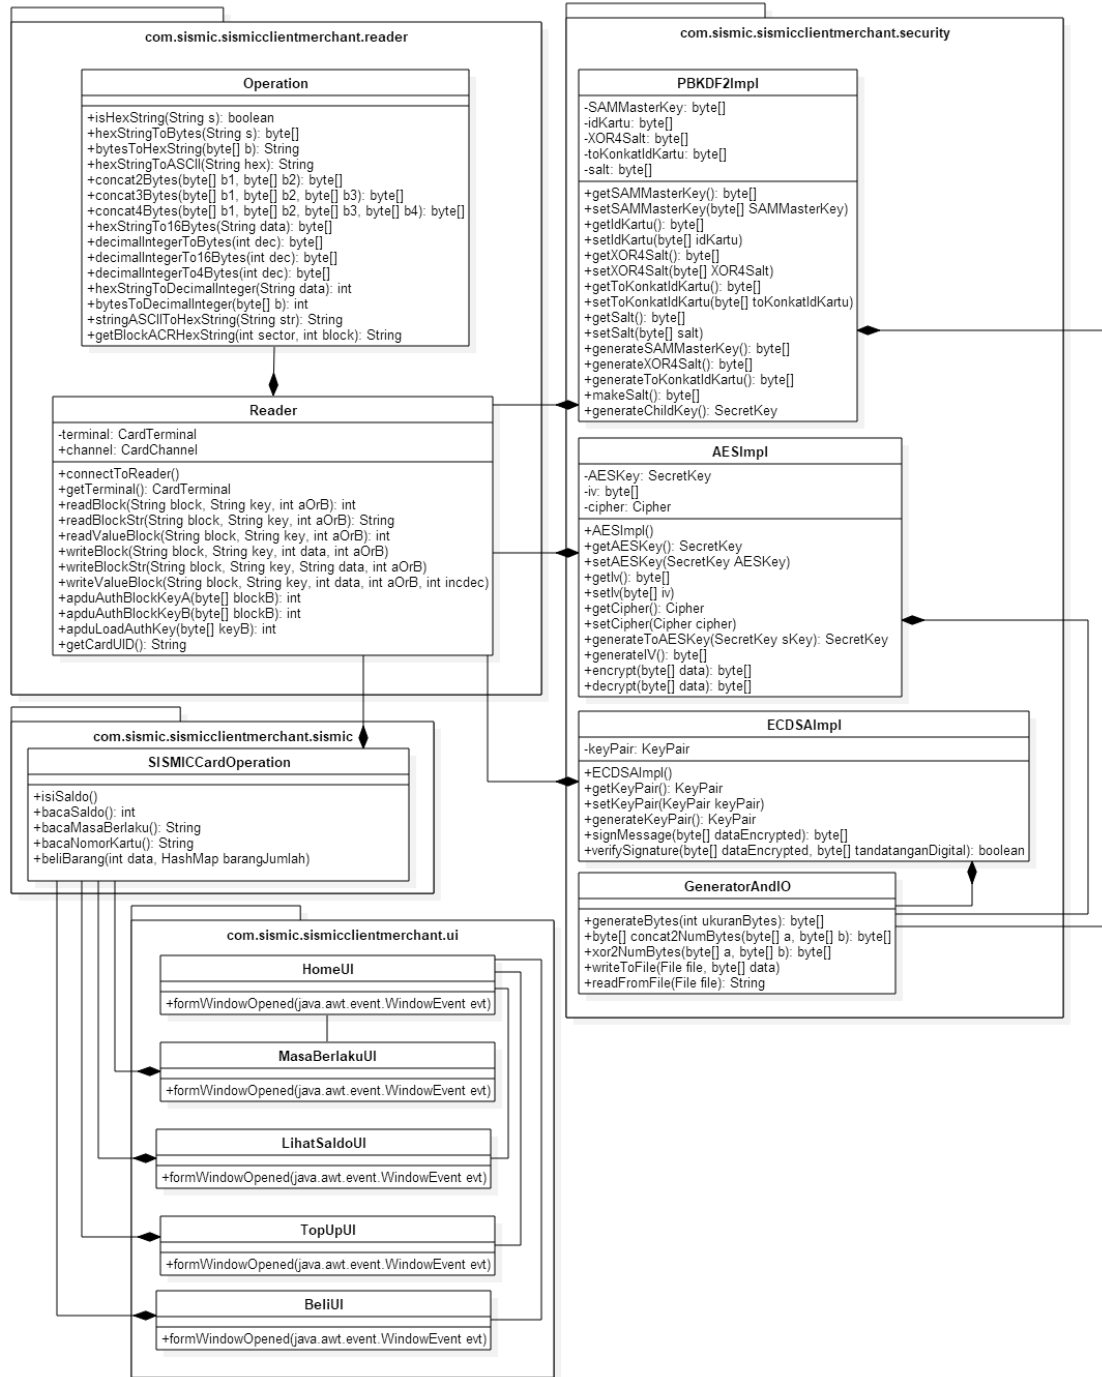 com.sismic.sismicclientmerchant.reader
Operation
+isHexString(String s): boolean
+hexStringToBytes(String s): byte[]
+bytesToHexString(byte[] b): String
+hexStringToASCII(String hex): String
+concat2Bytes(byte[] b1, byte[] b2): byte[]
+concat3Bytes(byte[] b1, byte[] b2, byte[] b3): byte[]
+concat4Bytes(byte[] b1, byte[] b2, byte[] b3, byte[] b4): byte[]
+hexStringTo16Bytes(String data): byte[]
+decimalIntegerToBytes(int dec): byte[]
+decimalIntegerTo16Bytes(int dec): byte[]
+decimalIntegerTo4Bytes(int dec): byte[]
+hexStringToDecimalInteger(String data): int
+bytesToDecimalInteger(byte[] b): int
+stringASCIIToHexString(String str): String
+getBlockACRHexString(int sector, int block): String
Reader
-terminal: CardTerminal
+channel: CardChannel
+connectToReader()
+getTerminal(): CardTerminal
+readBlock(String block, String key, int aOrB): int
+readBlockStr(String block, String key, int aOrB): String
+readValueBlock(String block, String key, int aOrB): int
+writeBlock(String block, String key, int data, int aOrB)
+writeBlockStr(String block, String key, String data, int aOrB)
+writeValueBlock(String block, String key, int data, int aOrB, int incdec)
+apduAuthBlockKeyA(byte[] blockB): int
+apduAuthBlockKeyB(byte[] blockB): int
+apduLoadAuthKey(byte[] keyB): int
+getCardUID(): String
com.sismic.sismicclientmerchant.security
PBKDF2Impl
-SAMMasterKey: byte[]
-idKartu: byte[]
-XOR4Salt: byte[]
-toKonkatIdKartu: byte[]
-salt: byte[]
+getSAMMasterKey(): byte[]
+setSAMMasterKey(byte[] SAMMasterKey)
+getIdKartu(): byte[]
+setIdKartu(byte[] idKartu)
+getXOR4Salt(): byte[]
+setXOR4Salt(byte[] XOR4Salt)
+getToKonkatIdKartu(): byte[]
+setToKonkatIdKartu(byte[] toKonkatIdKartu)
+getSalt(): byte[]
+setSalt(byte[] salt)
+generateSAMMasterKey(): byte[]
+generateXOR4Salt(): byte[]
+generateToKonkatIdKartu(): byte[]
+makeSalt(): byte[]
+generateChildKey(): SecretKey
AESImpl
-AESKey: SecretKey
-iv: byte[]
-cipher: Cipher
+AESImpl()
+getAESKey(): SecretKey
+setAESKey(SecretKey AESKey)
+getIv(): byte[]
+setIv(byte[] iv)
+getCipher(): Cipher
+setCipher(Cipher cipher)
+generateToAESKey(SecretKey sKey): SecretKey
+generateIV(): byte[]
+encrypt(byte[] data): byte[]
+decrypt(byte[] data): byte[]
ECDSAImpl
-keyPair: KeyPair
+ECDSAImpl()
+getKeyPair(): KeyPair
+setKeyPair(KeyPair keyPair)
+generateKeyPair(): KeyPair
+signMessage(byte[] dataEncrypted): byte[]
+verifySignature(byte[] dataEncrypted, byte[] tandatanganDigital): boolean
GeneratorAndIO
+generateBytes(int ukuranBytes): byte[]
+byte[] concat2NumBytes(byte[] a, byte[] b): byte[]
+xor2NumBytes(byte[] a, byte[] b): byte[]
+writeToFile(File file, byte[] data)
+readFromFile(File file): String
com.sismic.sismicclientmerchant.sismic
SISMICCardOperation
+isiSaldo()
+bacaSaldo(): int
+bacaMasaBerlaku(): String
+bacaNomorKartu(): String
+beliBarang(int data, HashMap barangJumlah)
com.sismic.sismicclientmerchant.ui
HomeUI
+formWindowOpened(java.awt.event.WindowEvent evt)
MasaBerlakuUI
+formWindowOpened(java.awt.event.WindowEvent evt)
LihatSaldoUI
+formWindowOpened(java.awt.event.WindowEvent evt)
TopUpUI
+formWindowOpened(java.awt.event.WindowEvent evt)
BeliUI
+formWindowOpened(java.awt.event.WindowEvent evt)